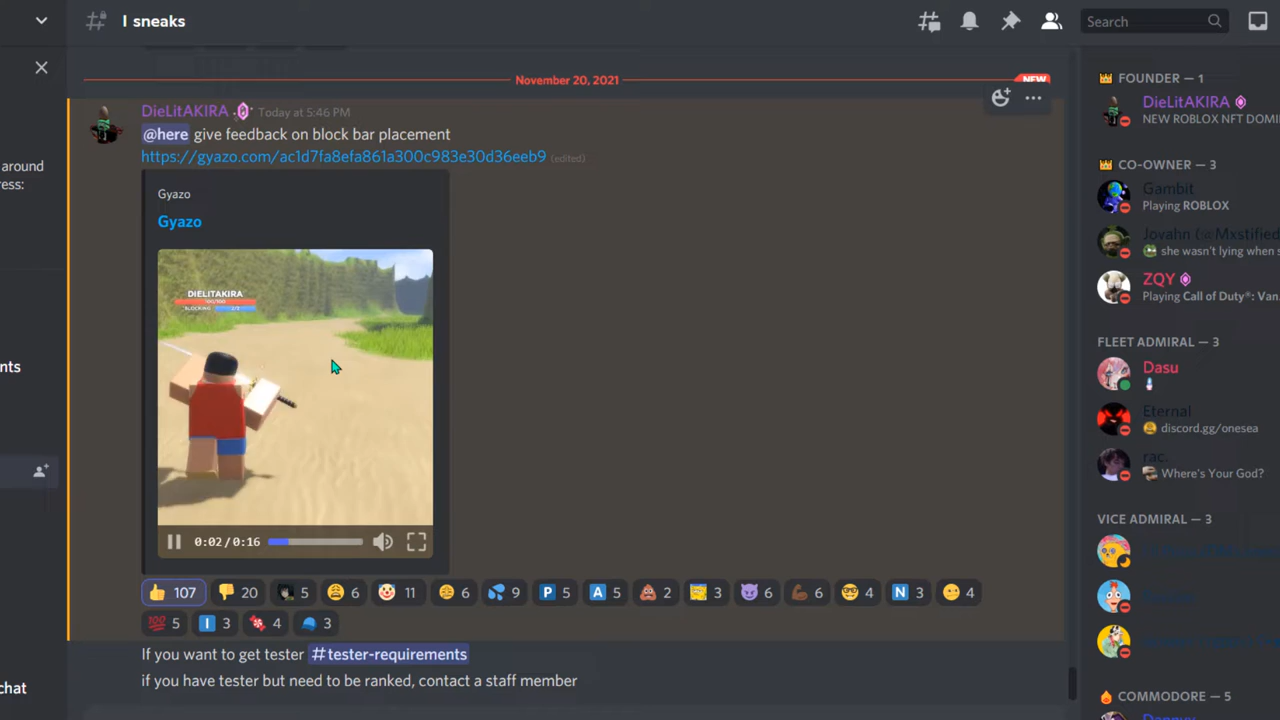 I sneaks
Search
November 20, 2021
NEW
DieLitAKIRA
Today at 5:46 PM
@here give feedback on block bar placement
https://gyazo.com/ac1d7fa8efa861a300c983e30d36eeb9 (edited)
Gyazo
Gyazo
DIELITAKIRA
100/100
BLOCKING
0:02/0:16
107
20
5
6
11
6
9
P 5
A 5
2
3
6
6
4
N 3
4
5
I 3
4
3
If you want to get tester #tester-requirements
if you have tester but need to be ranked, contact a staff member
around
ess:
nts
chat
FOUNDER — 1
DieLitAKIRA
NEW ROBLOX NFT DOMI
CO-OWNER — 3
Gambit
Playing ROBLOX
Jovahn (Mxstified
she wasn't lying when s
ZQY
Playing Call of Duty®: Van
FLEET ADMIRAL — 3
Dasu
Eternal
discord.gg/onesea
rac.
Where's Your God?
VICE ADMIRAL — 3
COMMODORE — 5